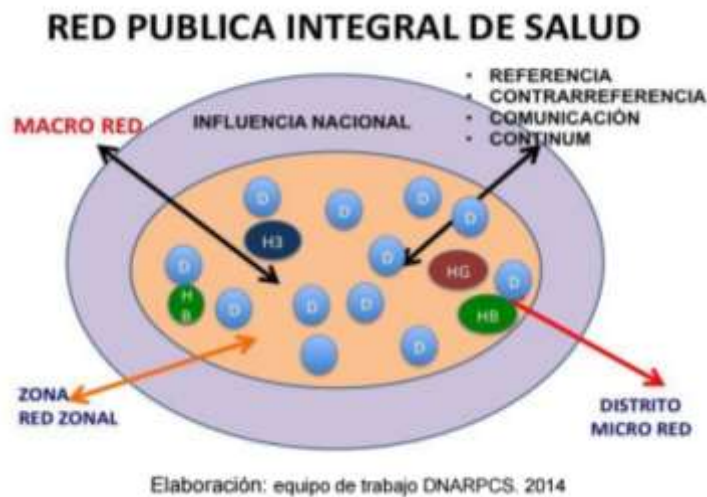 RED PUBLICA INTEGRAL DE SALUD
• REFERENCIA
• CONTRARREFERENCIA
• COMUNICACIÓN
• CONTINUM
MACRO RED
INFLUENCIA NACIONAL
D
D
D
D
H3
D
HG
D
D
H
B
D
D
D
HB
D
ZONA
RED ZONAL
DISTRITO
MICRO RED
Elaboración: equipo de trabajo DNARPCS. 2014